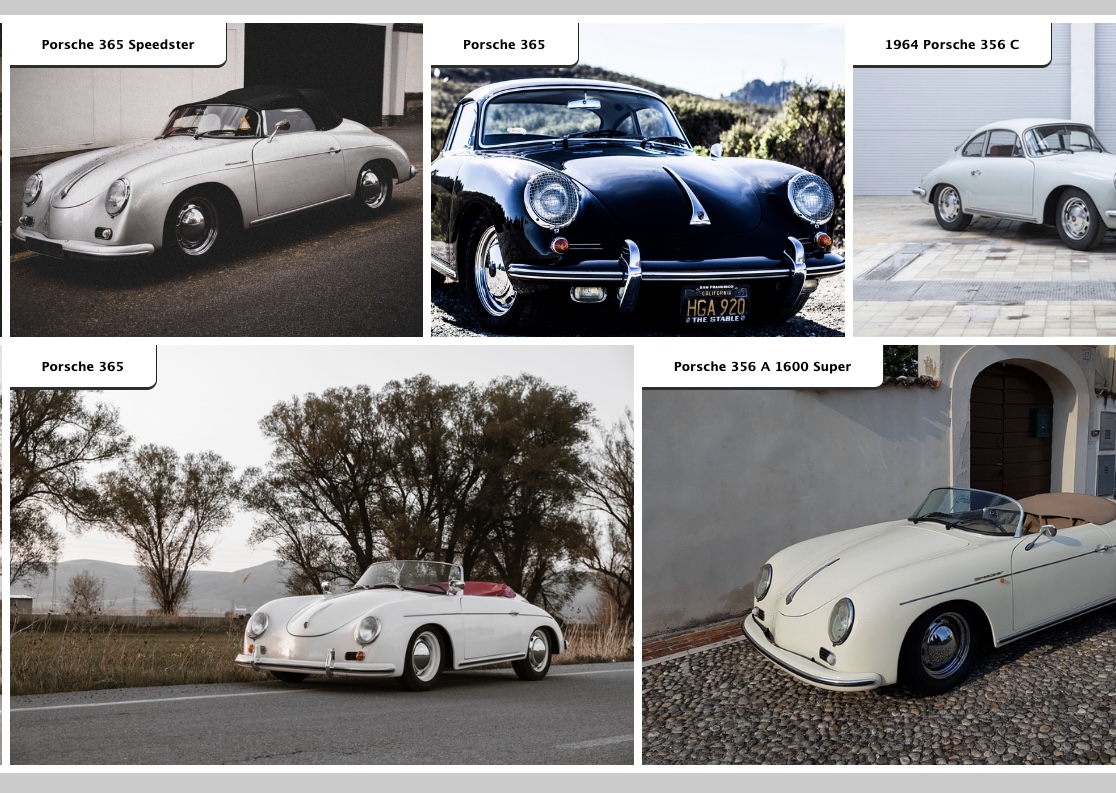 Porsche 365 Speedster
Porsche 365
1964 Porsche 356 C
SAN FRANCISCO
CALIFORNIA
HGA 920
THE STABLE
Porsche 365
Porsche 356 A 1600 Super